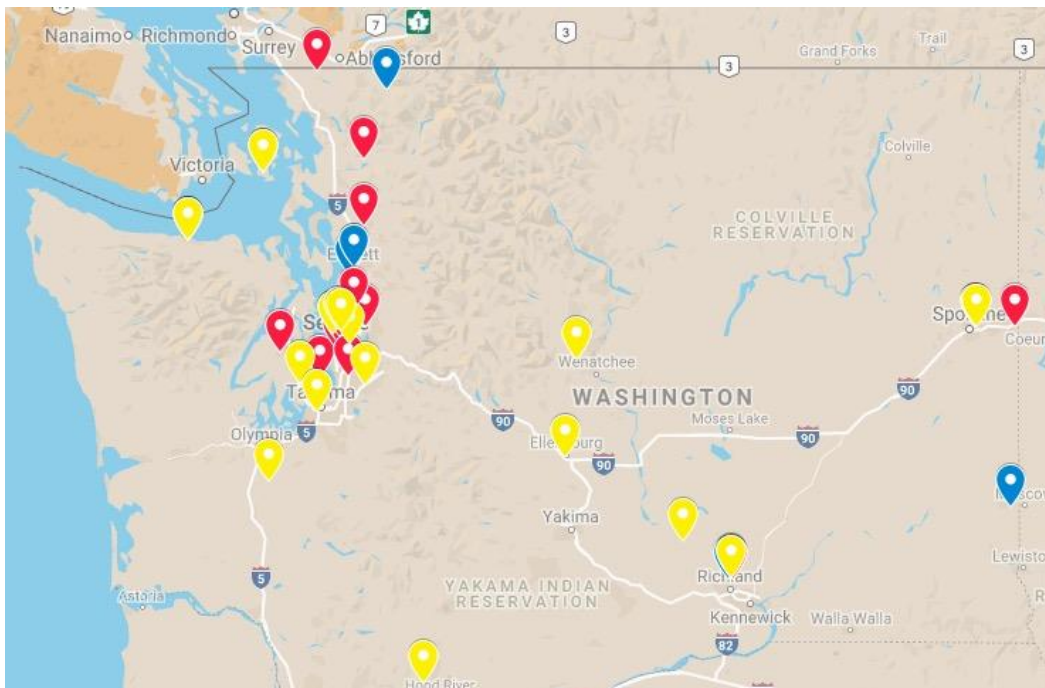 Nanaimo
Richmond
Surrey
7
1
3
Trail
Grand Forks
3
3
Colville
Victoria
5
COLVILLE
RESERVATION
Wenatchee
WASHINGTON
Moses Lake
90
90
90
90
Olympia
5
Yakima
Richland
Lewiston
5
Astoria
YAKAMA INDIAN
RESERVATION
Kennewick
Walla Walla
82
Hood River